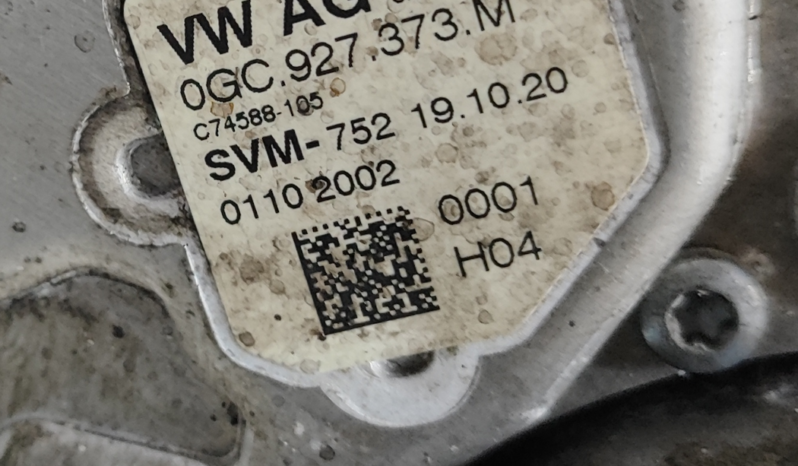 VW AG
0GC.927.373.M
C74588-105
SVM-752 19.10.20
0110 2002
0001
H04